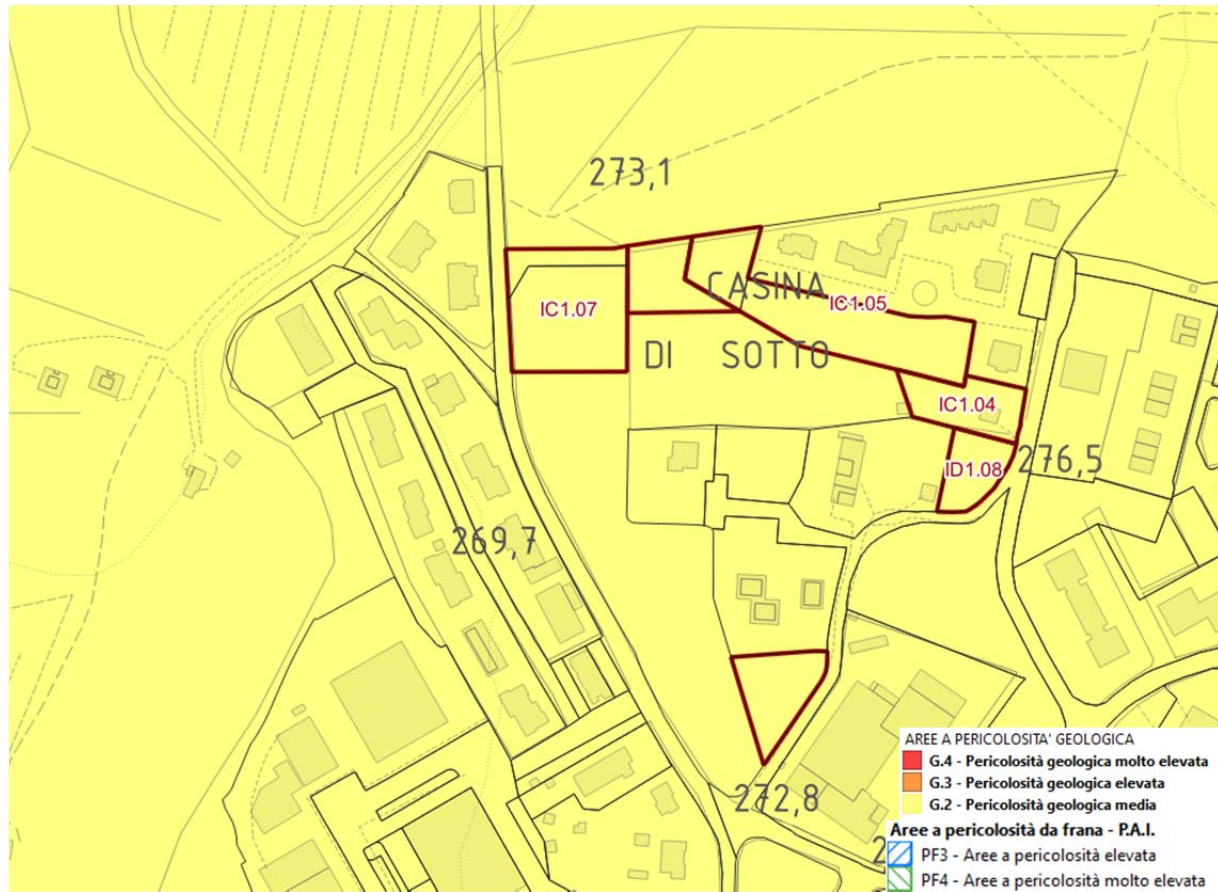 273,1
CASINA
IC1.05
IC1.07
DI SOTTO
IC1.04
276,5
ID1.08
269,7
272,8
2
AREE A PERICOLOSITA' GEOLOGICA
G.4 - Pericolosità geologica molto elevata
G.3 - Pericolosità geologica elevata
G.2 - Pericolosità geologica media
Aree a pericolosità da frana - P.A.I.
PF3 - Aree a pericolosità elevata
PF4 - Aree a pericolosità molto elevata